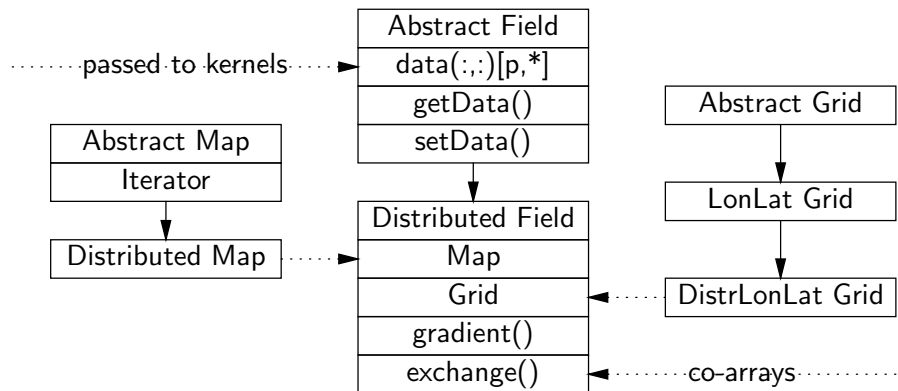 Abstract Field
passed to kernels
data(:,:)[p,*]
getData()
setData()
Abstract Map
Iterator
Distributed Map
Distributed Field
Map
Grid
gradient()
exchange()
Abstract Grid
LonLat Grid
DistrLonLat Grid
co-arrays